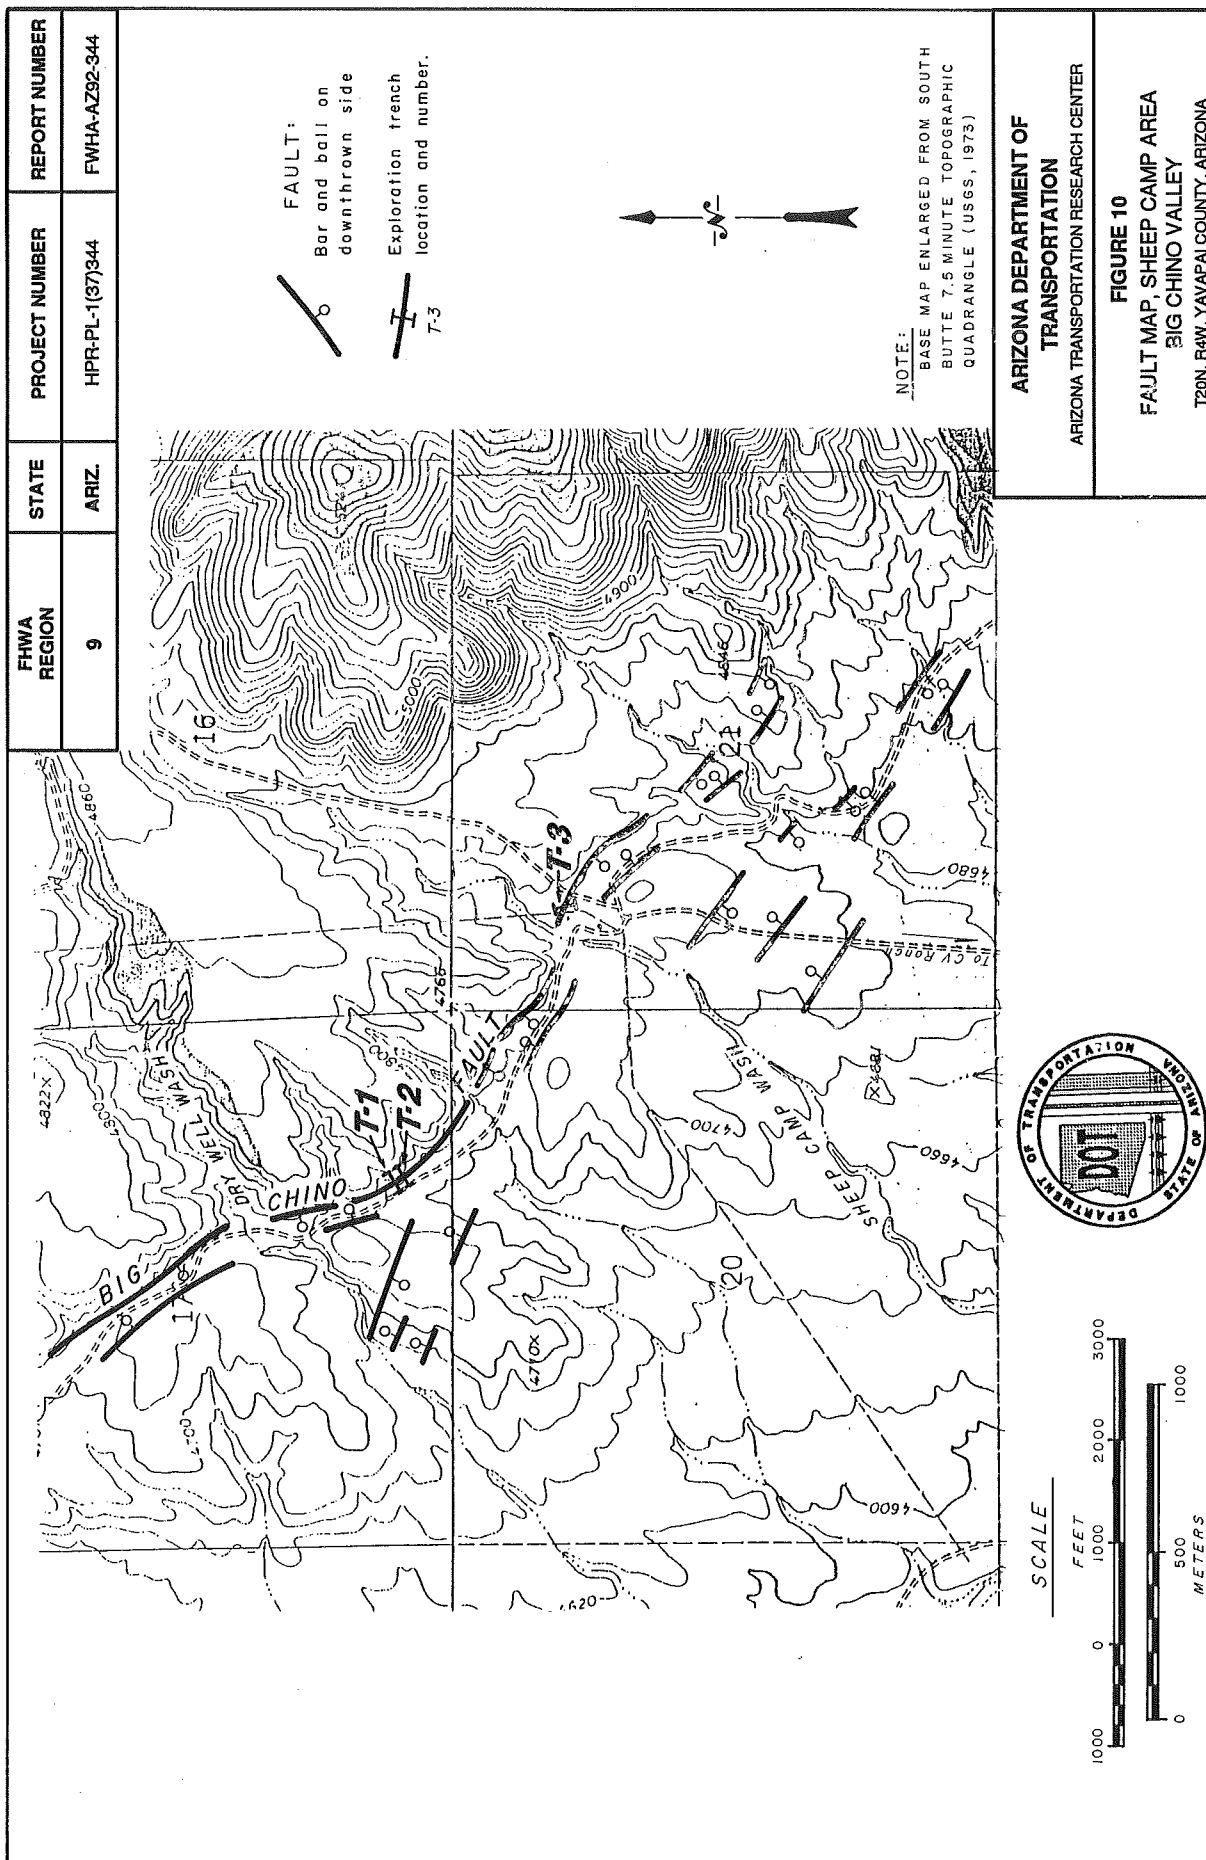 FHWA REGION
STATE
PROJECT NUMBER
REPORT NUMBER
9
ARIZ.
HPR-PL-1(37)344
FWHA-AZ92-344
FAULT:
Bar and ball on
downthrown side
Exploration trench
location and number.
T-3
-N-
NOTE:
BASE MAP ENLARGED FROM SOUTH
BUTTE 7.5 MINUTE TOPOGRAPHIC
QUADRANGLE (USGS, 1973)
4822X
4800
DRY WELL WASH
4860
16
5000
4900
BIG
CHINO
FAULT
17
T-1
T-2
T-3
4766
4700
4710X
4646
21
20
4700
SHEEP CAMP WASH
4660
4680
To CV Ranch
4600
4620
SCALE
FEET
1000
0
1000
2000
3000
0
500
1000
METERS
DEPARTMENT OF TRANSPORTATION
DOT
STATE OF ARIZONA
ARIZONA DEPARTMENT OF
TRANSPORTATION
ARIZONA TRANSPORTATION RESEARCH CENTER
FIGURE 10
FAULT MAP, SHEEP CAMP AREA
BIG CHINO VALLEY
T20N, R4W, YAVAPAI COUNTY, ARIZONA